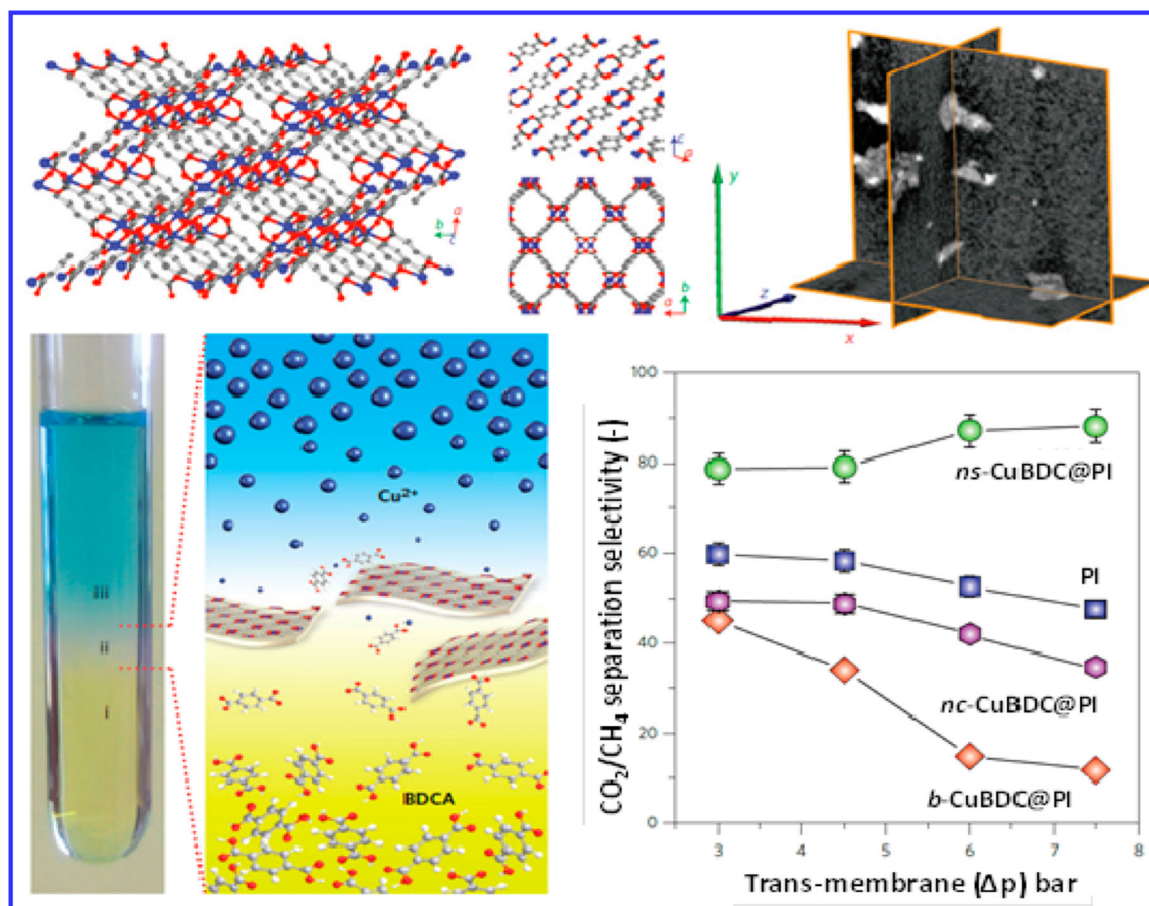 b
a
c
c
a
b
a
y
z
x
iii
ii
i
Cu2+
BDCA
100
80
60
40
20
0
3
4
5
6
7
8
CO2/CH4 separation selectivity (-)
Trans-membrane (Δp) bar
ns-CuBDC@PI
PI
nc-CuBDC@PI
b-CuBDC@PI